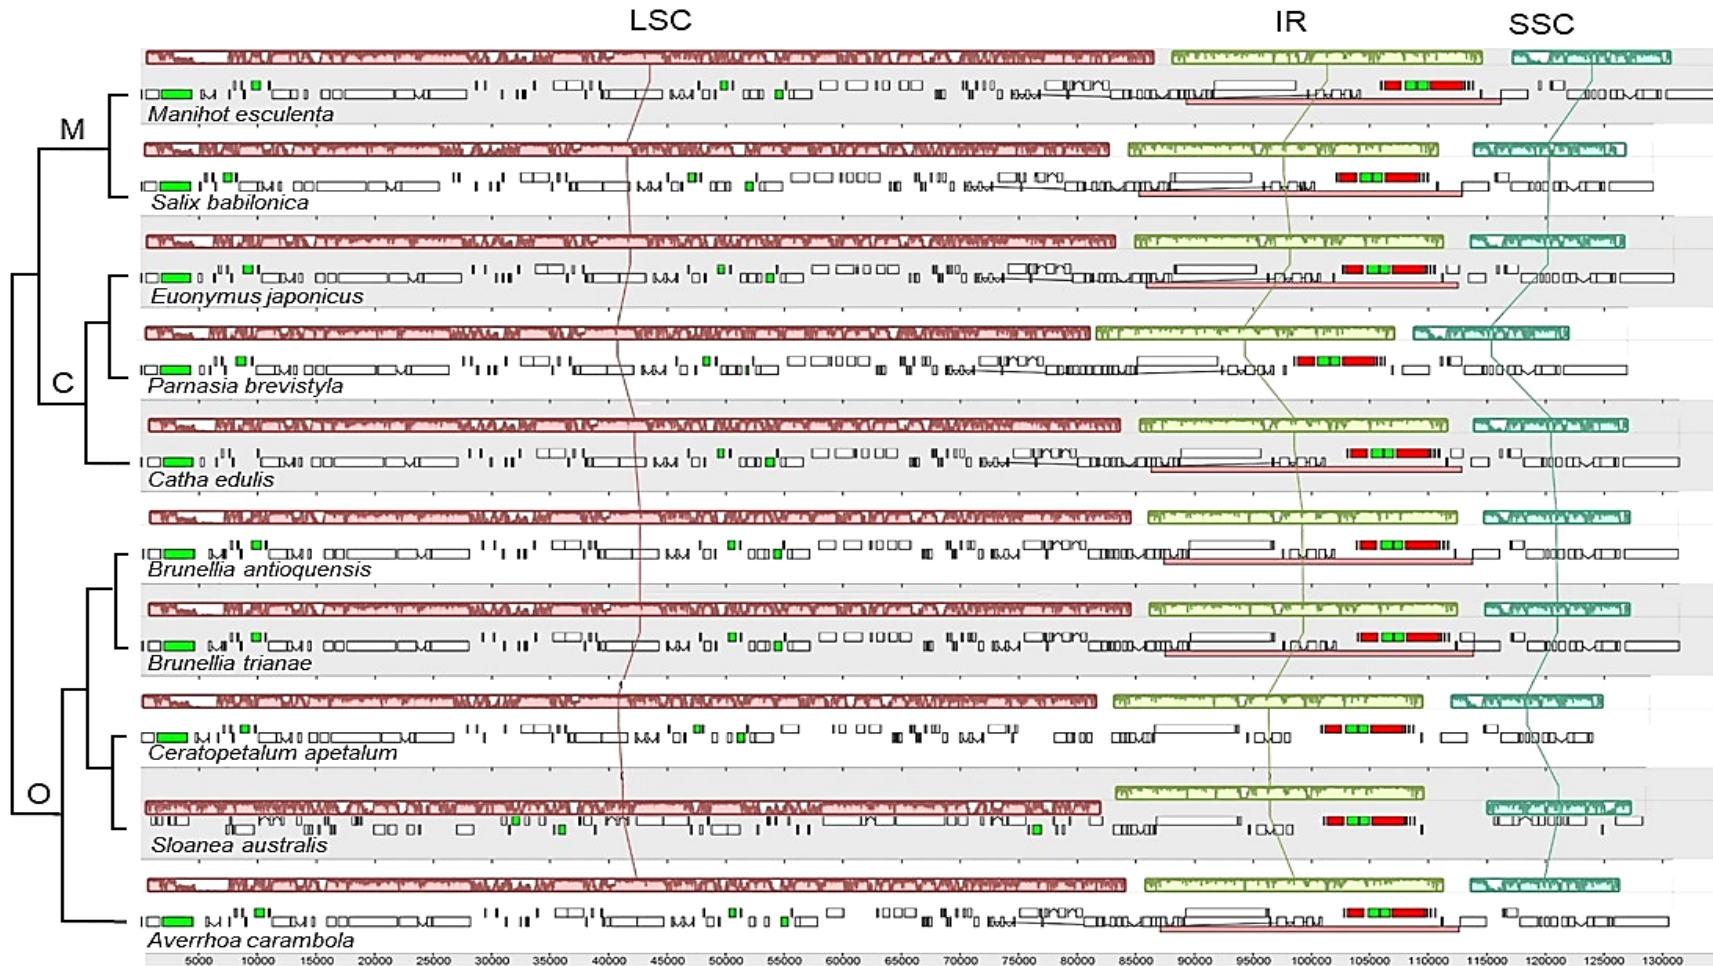 LSC IR SSC
Manihot esculenta
M
Salix babilonica
Euonymus japonicus
Parnasia brevistyla
C
Catha edulis
Brunellia antioquensis
Brunellia trianae
Ceratopetalum apetalum
O
Sloanea australis
Averrhoa carambola
5000 10000 15000 20000 25000 30000 35000 40000 45000 50000 55000 60000 65000 70000 75000 80000 85000 90000 95000 100000 105000 110000 115000 120000 125000 130000